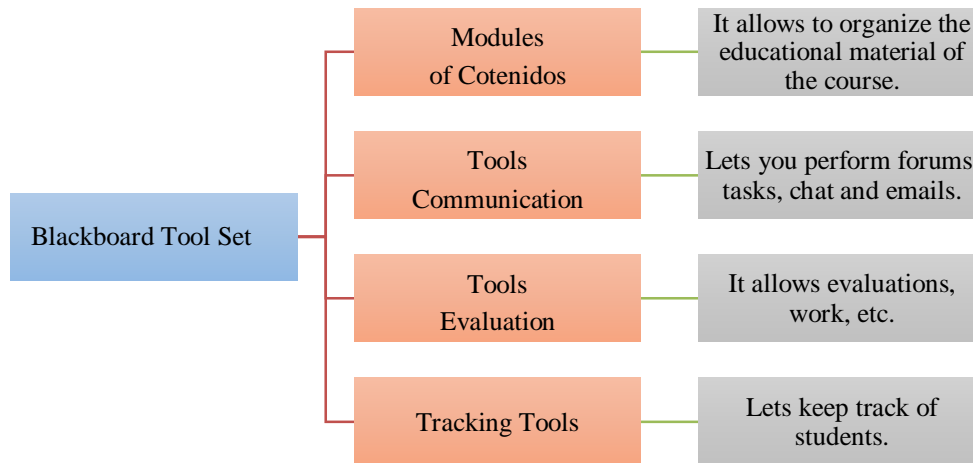 Blackboard Tool Set
Modules
of Cotenidos
It allows to organize the
educational material of
the course.
Tools
Communication
Lets you perform forums
tasks, chat and emails.
Tools
Evaluation
It allows evaluations,
work, etc.
Tracking Tools
Lets keep track of
students.